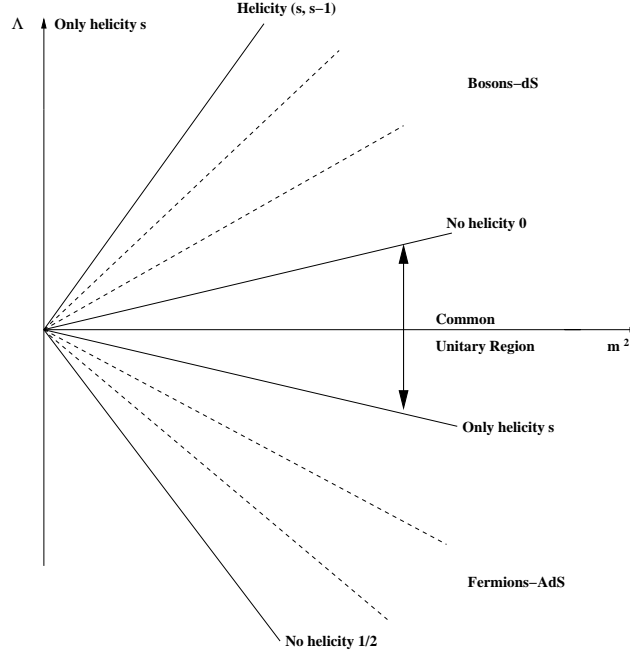 Helicity (s, s−1)
Λ
Only helicity s
Bosons−dS
No helicity 0
Common
Unitary Region
m 2
Only helicity s
Fermions−AdS
No helicity 1/2